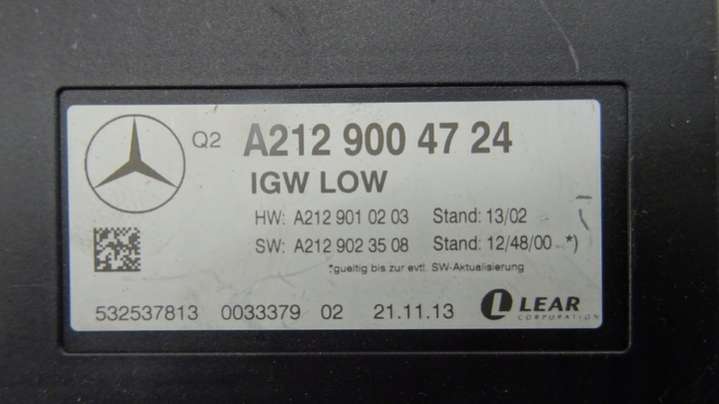 Q2 A212 900 47 24
IGW LOW
HW: A212 901 02 03 Stand: 13/02
SW: A212 902 35 08 Stand: 12/48/00 *)
*gueltig bis zur evtl. SW-Aktualisierung
532537813 0033379 02 21.11.13 LEAR
CORPORATION